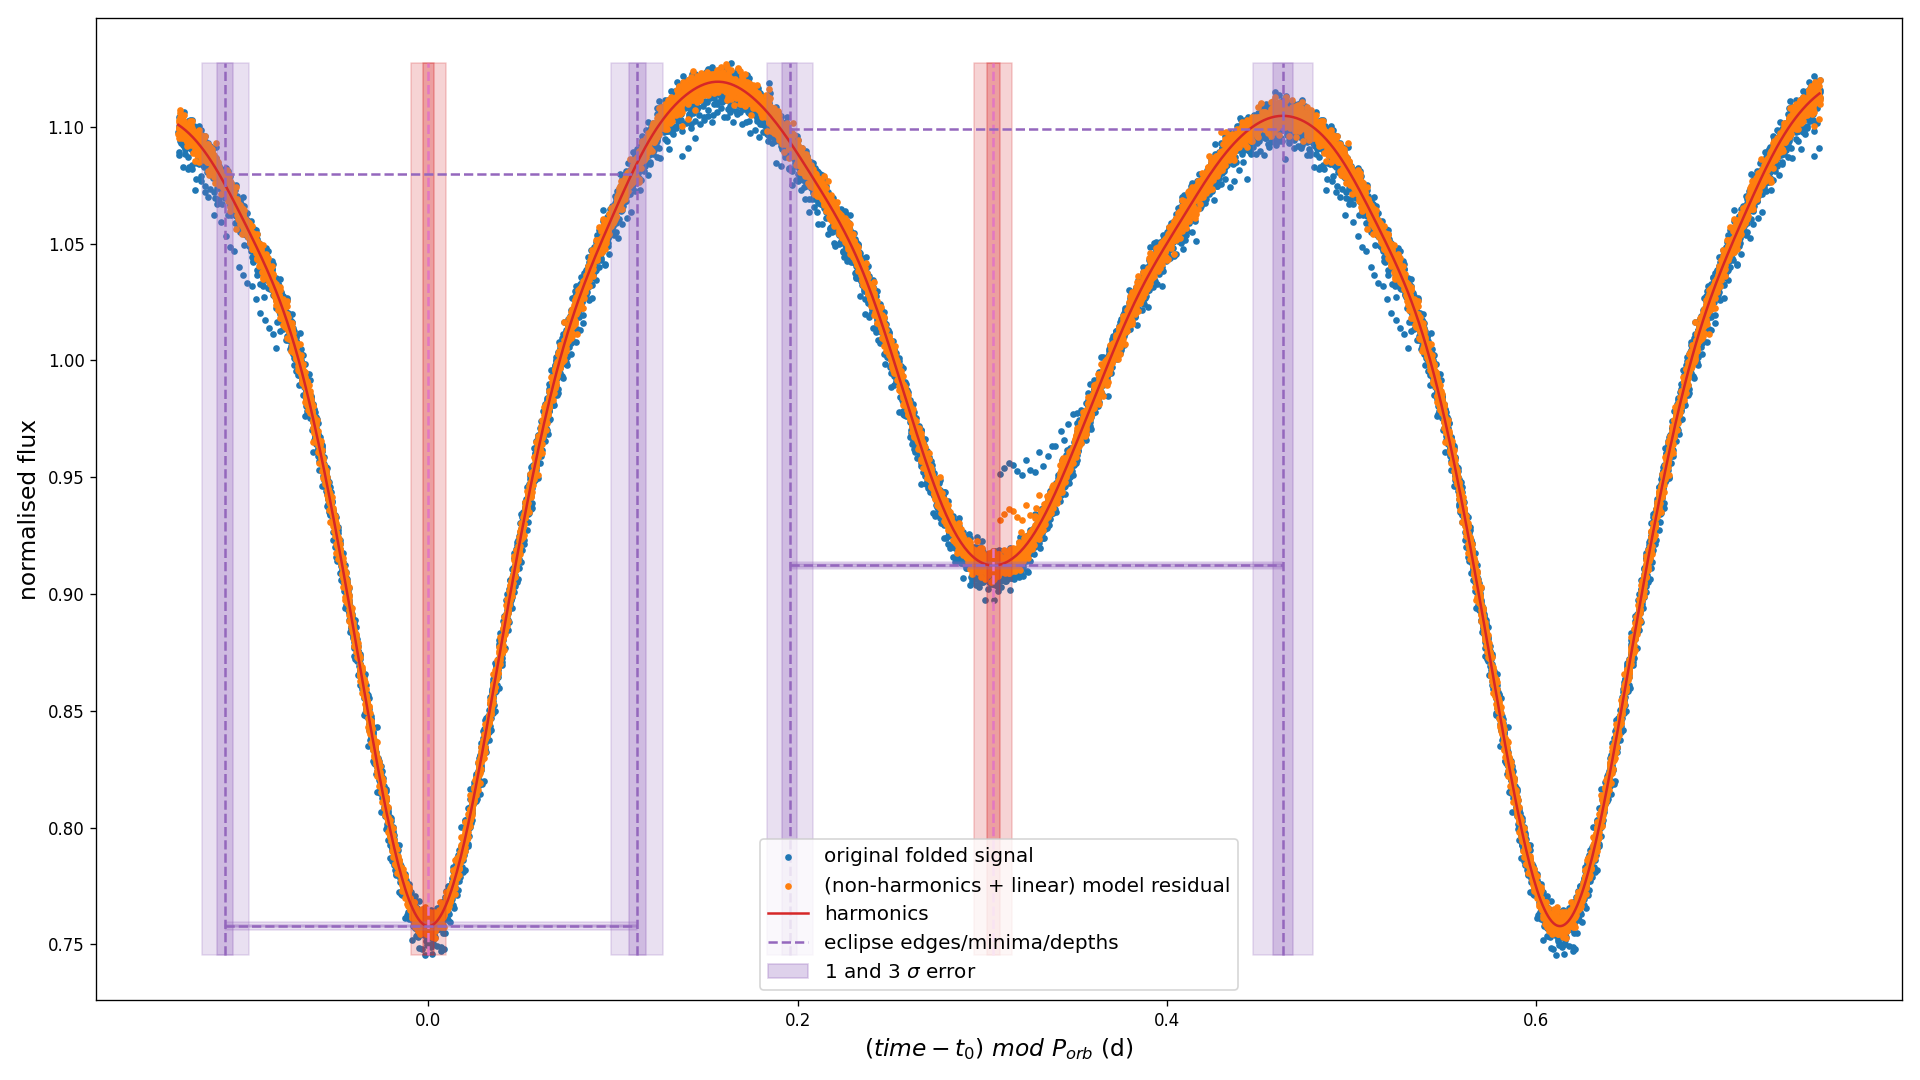 normalised flux
1.10
1.05
1.00
0.95
0.90
0.85
0.80
0.75
original folded signal
(non-harmonics + linear) model residual
harmonics
eclipse edges/minima/depths
1 and 3 σ error
0.0 0.2 0.4 0.6
(time − t₀) mod P_orb (d)